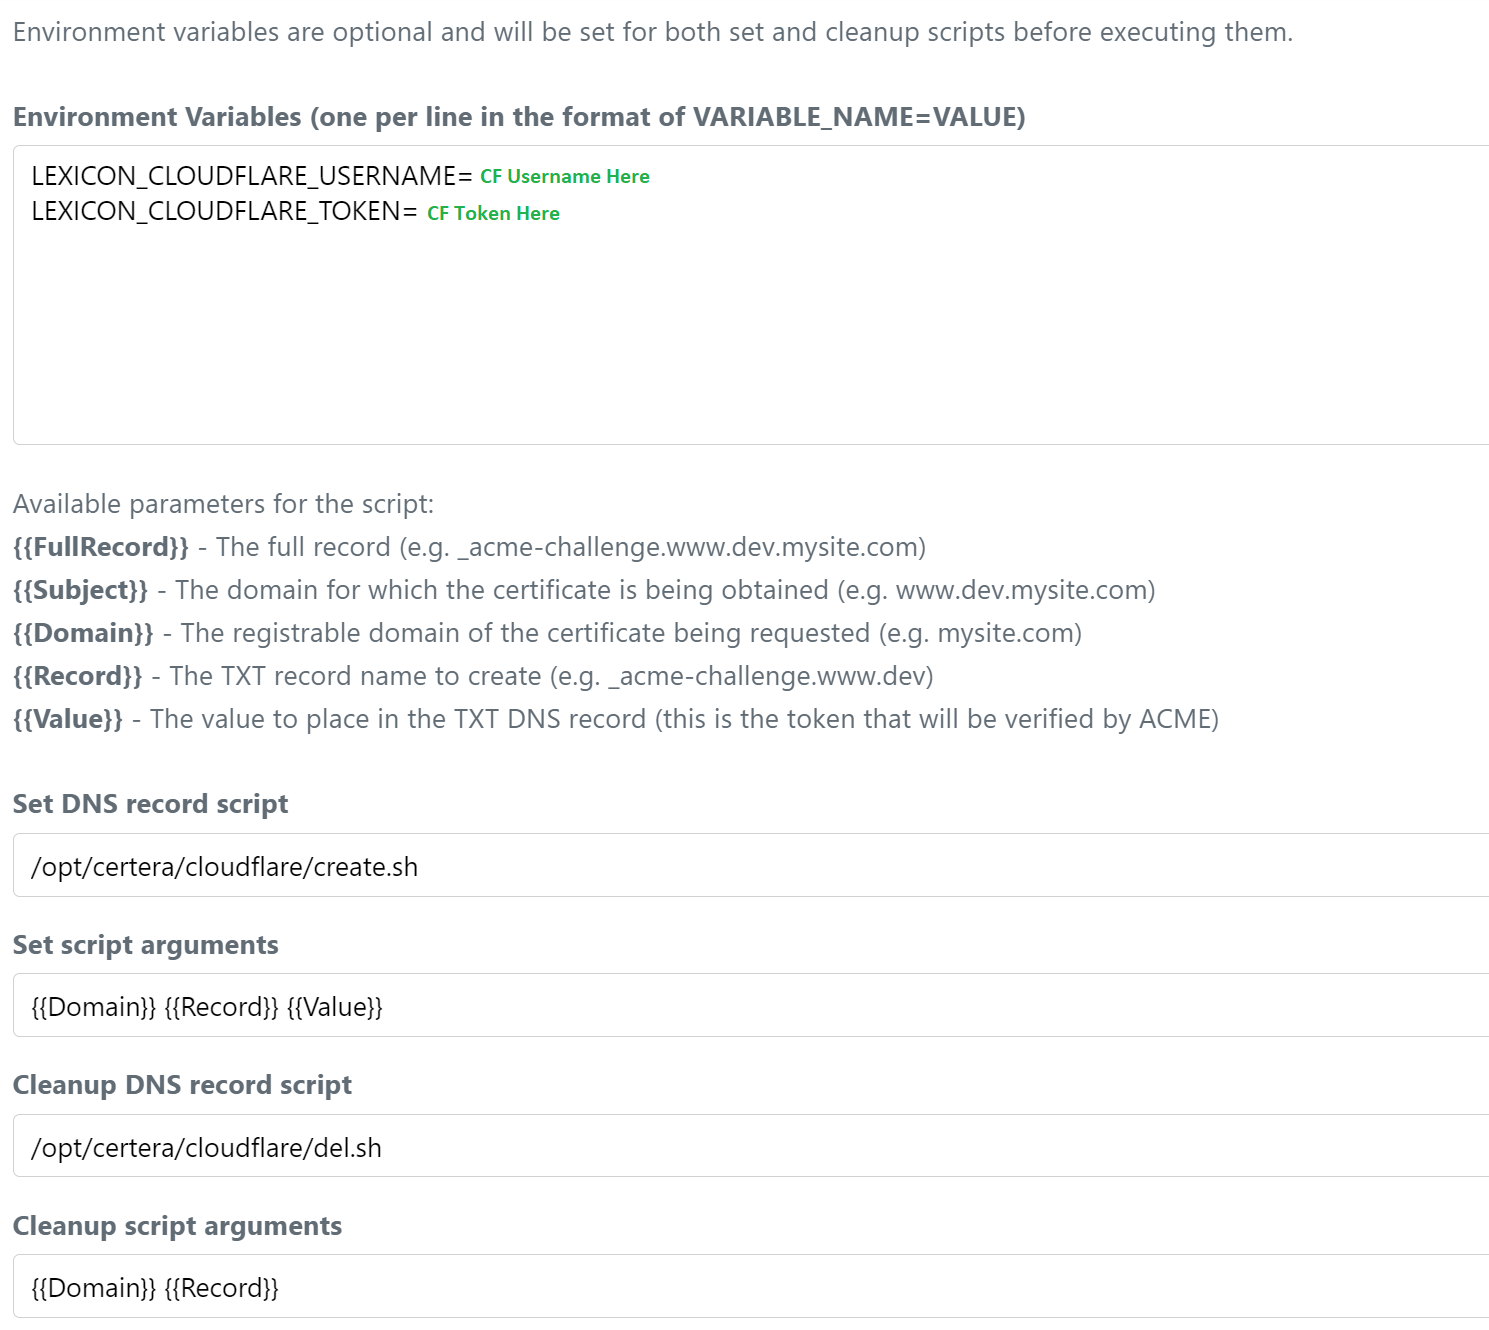 Environment variables are optional and will be set for both set and cleanup scripts before executing them.
Environment Variables (one per line in the format of VARIABLE_NAME=VALUE)
LEXICON_CLOUDFLARE_USERNAME= CF Username Here
LEXICON_CLOUDFLARE_TOKEN= CF Token Here
Available parameters for the script:
{{FullRecord}} - The full record (e.g. _acme-challenge.www.dev.mysite.com)
{{Subject}} - The domain for which the certificate is being obtained (e.g. www.dev.mysite.com)
{{Domain}} - The registrable domain of the certificate being requested (e.g. mysite.com)
{{Record}} - The TXT record name to create (e.g. _acme-challenge.www.dev)
{{Value}} - The value to place in the TXT DNS record (this is the token that will be verified by ACME)
Set DNS record script
/opt/certera/cloudflare/create.sh
Set script arguments
{{Domain}} {{Record}} {{Value}}
Cleanup DNS record script
/opt/certera/cloudflare/del.sh
Cleanup script arguments
{{Domain}} {{Record}}